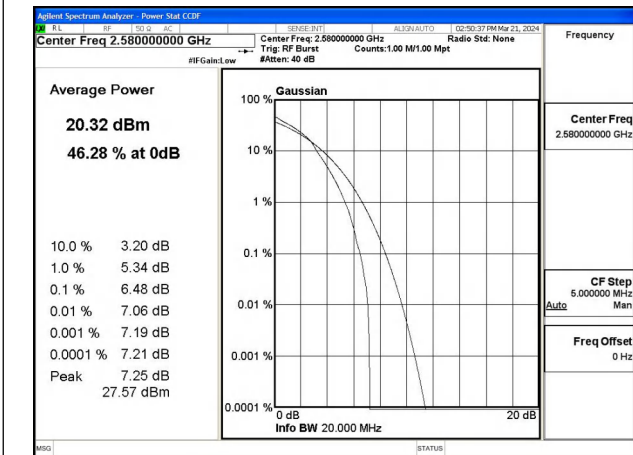 Agilent Spectrum Analyzer - Power Stat CCDF
RL RF 50 Ω AC SENSE:INT ALIGN AUTO 02:50:37 PM Mar 21, 2024
Center Freq 2.580000000 GHz
#IFGain:Low
Center Freq: 2.580000000 GHz Radio Std: None
Trig: RF Burst Counts:1.00 M/1.00 Mpt
#Atten: 40 dB
Average Power
20.32 dBm
46.28 % at 0dB
10.0 % 3.20 dB
1.0 % 5.34 dB
0.1 % 6.48 dB
0.01 % 7.06 dB
0.001 % 7.19 dB
0.0001 % 7.21 dB
Peak 7.25 dB
27.57 dBm
Gaussian
100 %
10 %
1 %
0.1 %
0.01 %
0.001 %
0.0001 %
0 dB 20 dB
Info BW 20.000 MHz
Frequency
Center Freq
2.580000000 GHz
CF Step
5.000000 MHz
Auto Man
Freq Offset
0 Hz
MSG STATUS